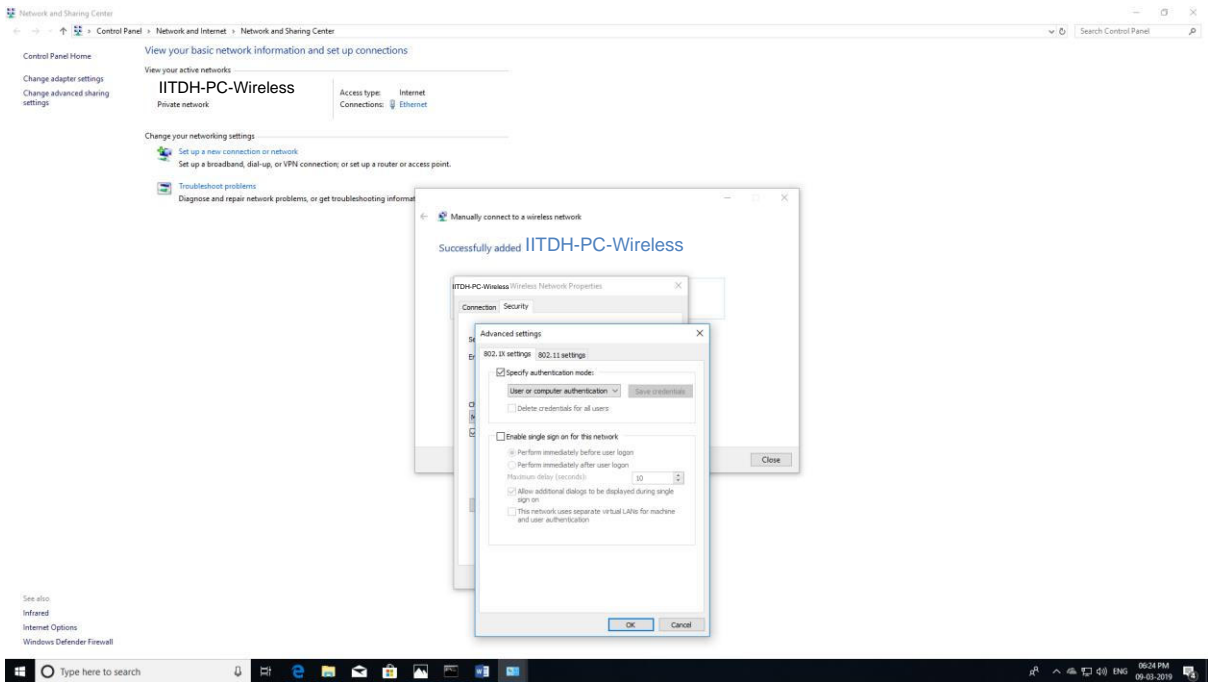 Network and Sharing Center
Control Panel > Network and Internet > Network and Sharing Center
Search Control Panel
Control Panel Home
Change adapter settings
Change advanced sharing
settings
View your basic network information and set up connections
View your active networks
IITDH-PC-Wireless
Private network
Access type: Internet
Connections: Ethernet
Change your networking settings
Set up a new connection or network
Set up a broadband, dial-up, or VPN connection; or set up a router or access point.
Troubleshoot problems
Diagnose and repair network problems, or get troubleshooting informat
Manually connect to a wireless network
Successfully added IITDH-PC-Wireless
IITDH-PC-Wireless Wireless Network Properties
Connection Security
Se
Advanced settings
802.1X settings 802.11 settings
Specify authentication mode:
User or computer authentication Save credentials
Delete credentials for all users
Enable single sign on for this network
Perform immediately before user logon
Perform immediately after user logon
Maximum delay (seconds): 10
Allow additional dialogs to be displayed during single
sign on
This network uses separate virtual LANs for machine
and user authentication
OK Cancel
Close
See also
Infrared
Internet Options
Windows Defender Firewall
Type here to search
ENG
06:24 PM
09-03-2019